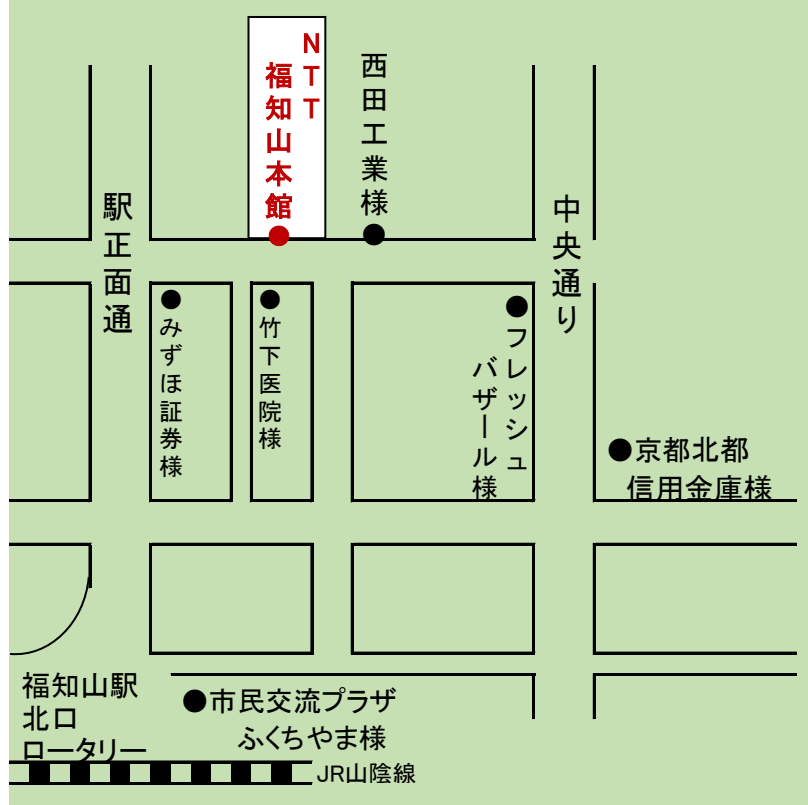 NTT
福知山本館
西田工業様
駅正面通
中央通り
みずほ証券様
竹下医院様
フレッシュ
バザール様
京都北都
信用金庫様
福知山駅
北口
ロータリー
市民交流プラザ
ふくちやま様
JR山陰線